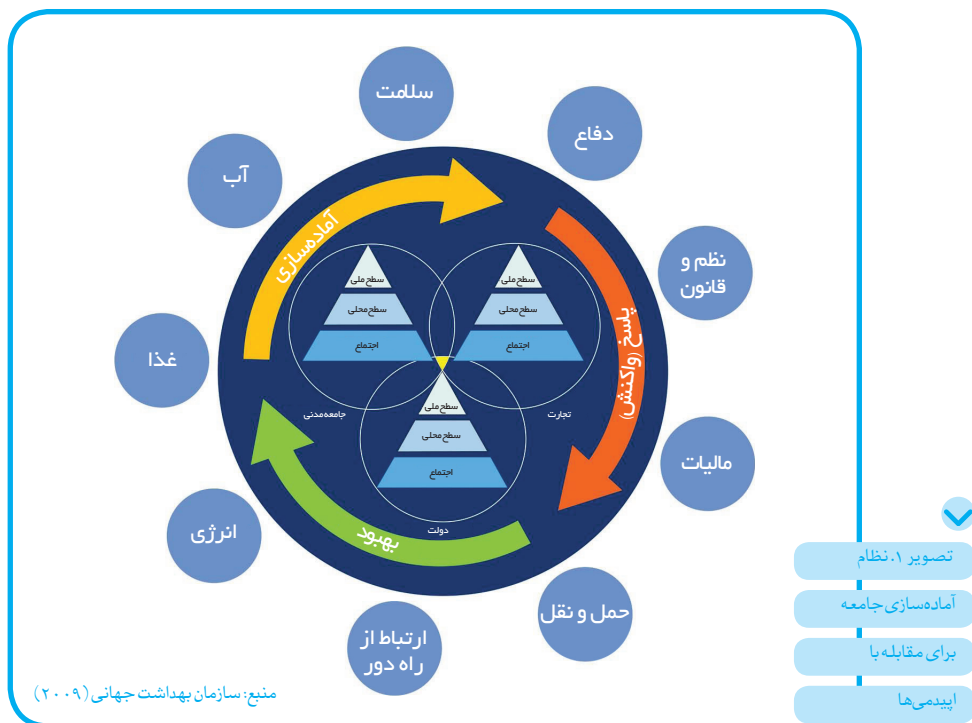 سلامت
دفاع
نظم و
قانون
مالیات
حمل و نقل
ارتباط از
راه دور
انرژی
غذا
آب
آماده‌سازی
پاسخ (واکنش)
بهبود
سطح ملی
سطح محلی
اجتماع
تجارت
سطح ملی
سطح محلی
اجتماع
جامعه مدنی
سطح ملی
سطح محلی
اجتماع
دولت
منبع: سازمان بهداشت جهانی (۲۰۰۹)
تصویر ۱. نظام
آماده‌سازی جامعه
برای مقابله با
اپیدمی‌ها